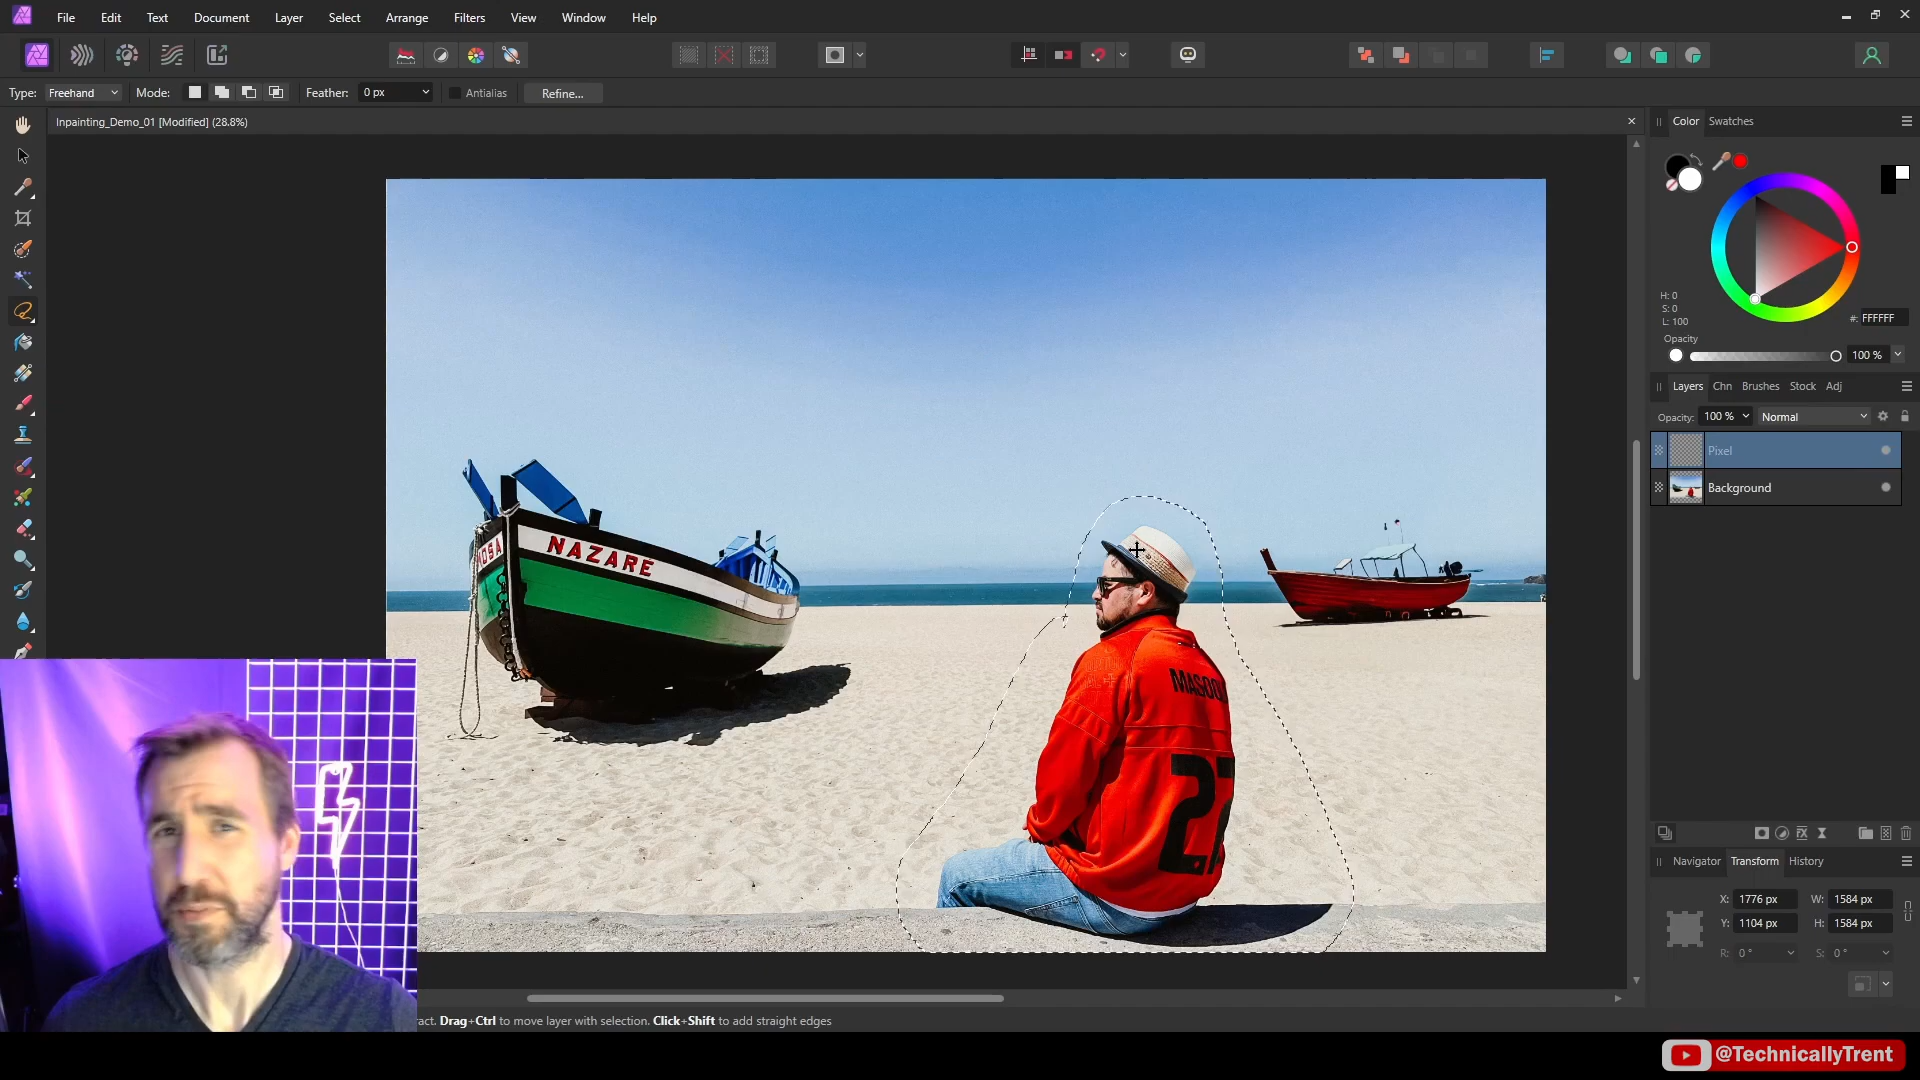 File Edit Text Document Layer Select Arrange Filters View Window Help
Type: Freehand Mode: Feather: 0 px Antialias Refine...
Inpainting_Demo_01 [Modified] (28.8%)
Color Swatches
H: 0
S: 0
L: 100
#: FFFFFF
Opacity
100 %
Layers Chn Brushes Stock Adj
Opacity: 100 % Normal
Pixel
Background
NAZARE
MASOOD
27
Navigator Transform History
X: 1776 px W: 1584 px
Y: 1104 px H: 1584 px
R: 0 ° S: 0 °
ract. Drag+Ctrl to move layer with selection. Click+Shift to add straight edges
@TechnicallyTrent